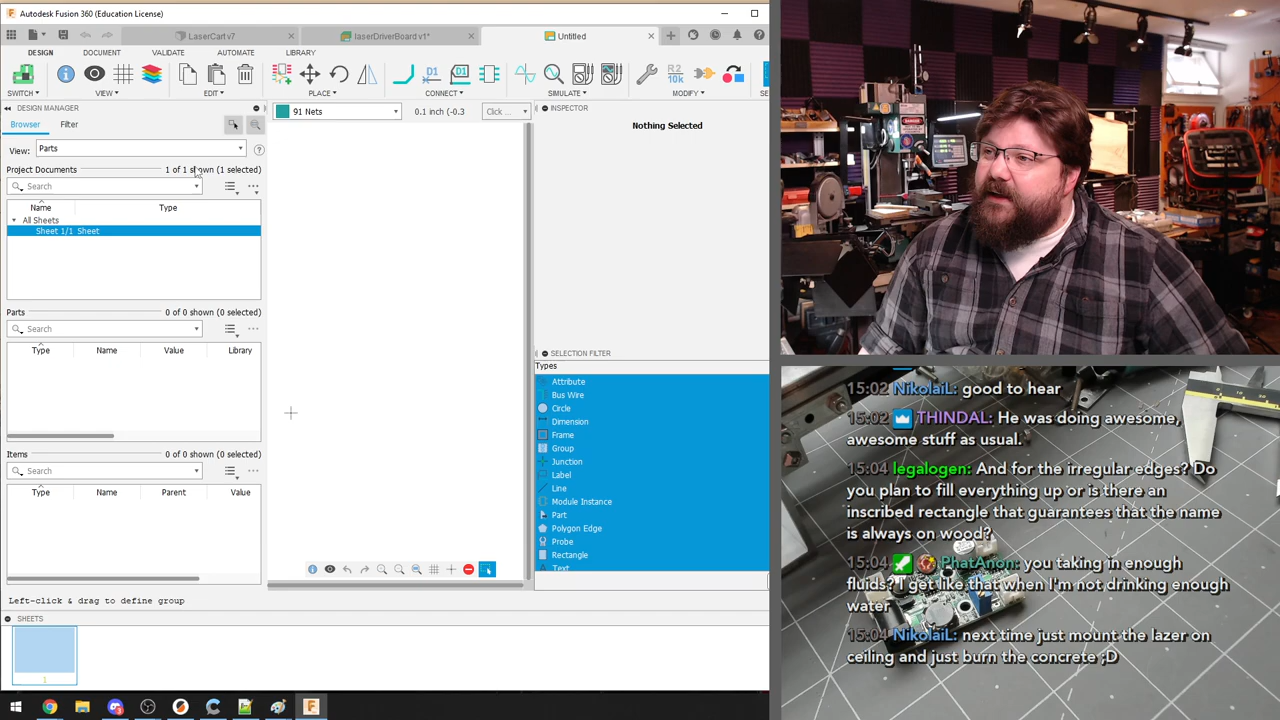 Autodesk Fusion 360 (Education License)
LaserCart v7
laserDriverBoard v1*
Untitled
DESIGN DOCUMENT VALIDATE AUTOMATE LIBRARY
SWITCH VIEW EDIT PLACE CONNECT SIMULATE MODIFY
DESIGN MANAGER
Browser Filter
View: Parts
Project Documents 1 of 1 shown (1 selected)
Search
Name Type
All Sheets
Sheet 1/1 Sheet
Parts 0 of 0 shown (0 selected)
Search
Type Name Value Library
Items 0 of 0 shown (0 selected)
Search
Type Name Parent Value
Left-click & drag to define group
SHEETS
1
91 Nets 0.1 inch (-0.3 Click ...
INSPECTOR
Nothing Selected
SELECTION FILTER
Types
Attribute
Bus Wire
Circle
Dimension
Frame
Group
Junction
Label
Line
Module Instance
Part
Polygon Edge
Probe
Rectangle
Text
15:02 NikolaiL: good to hear
15:02 THINDAL: He was doing awesome,
awesome stuff as usual.
15:04 legalogen: And for the irregular edges? Do
you plan to fill everything up or is there an
inscribed rectangle that guarantees that the name
is always on wood?
15:04 PhatAnon: you taking in enough
fluids? I get like that when I'm not drinking enough
water
15:04 NikolaiL: next time just mount the lazer on
ceiling and just burn the concrete ;D